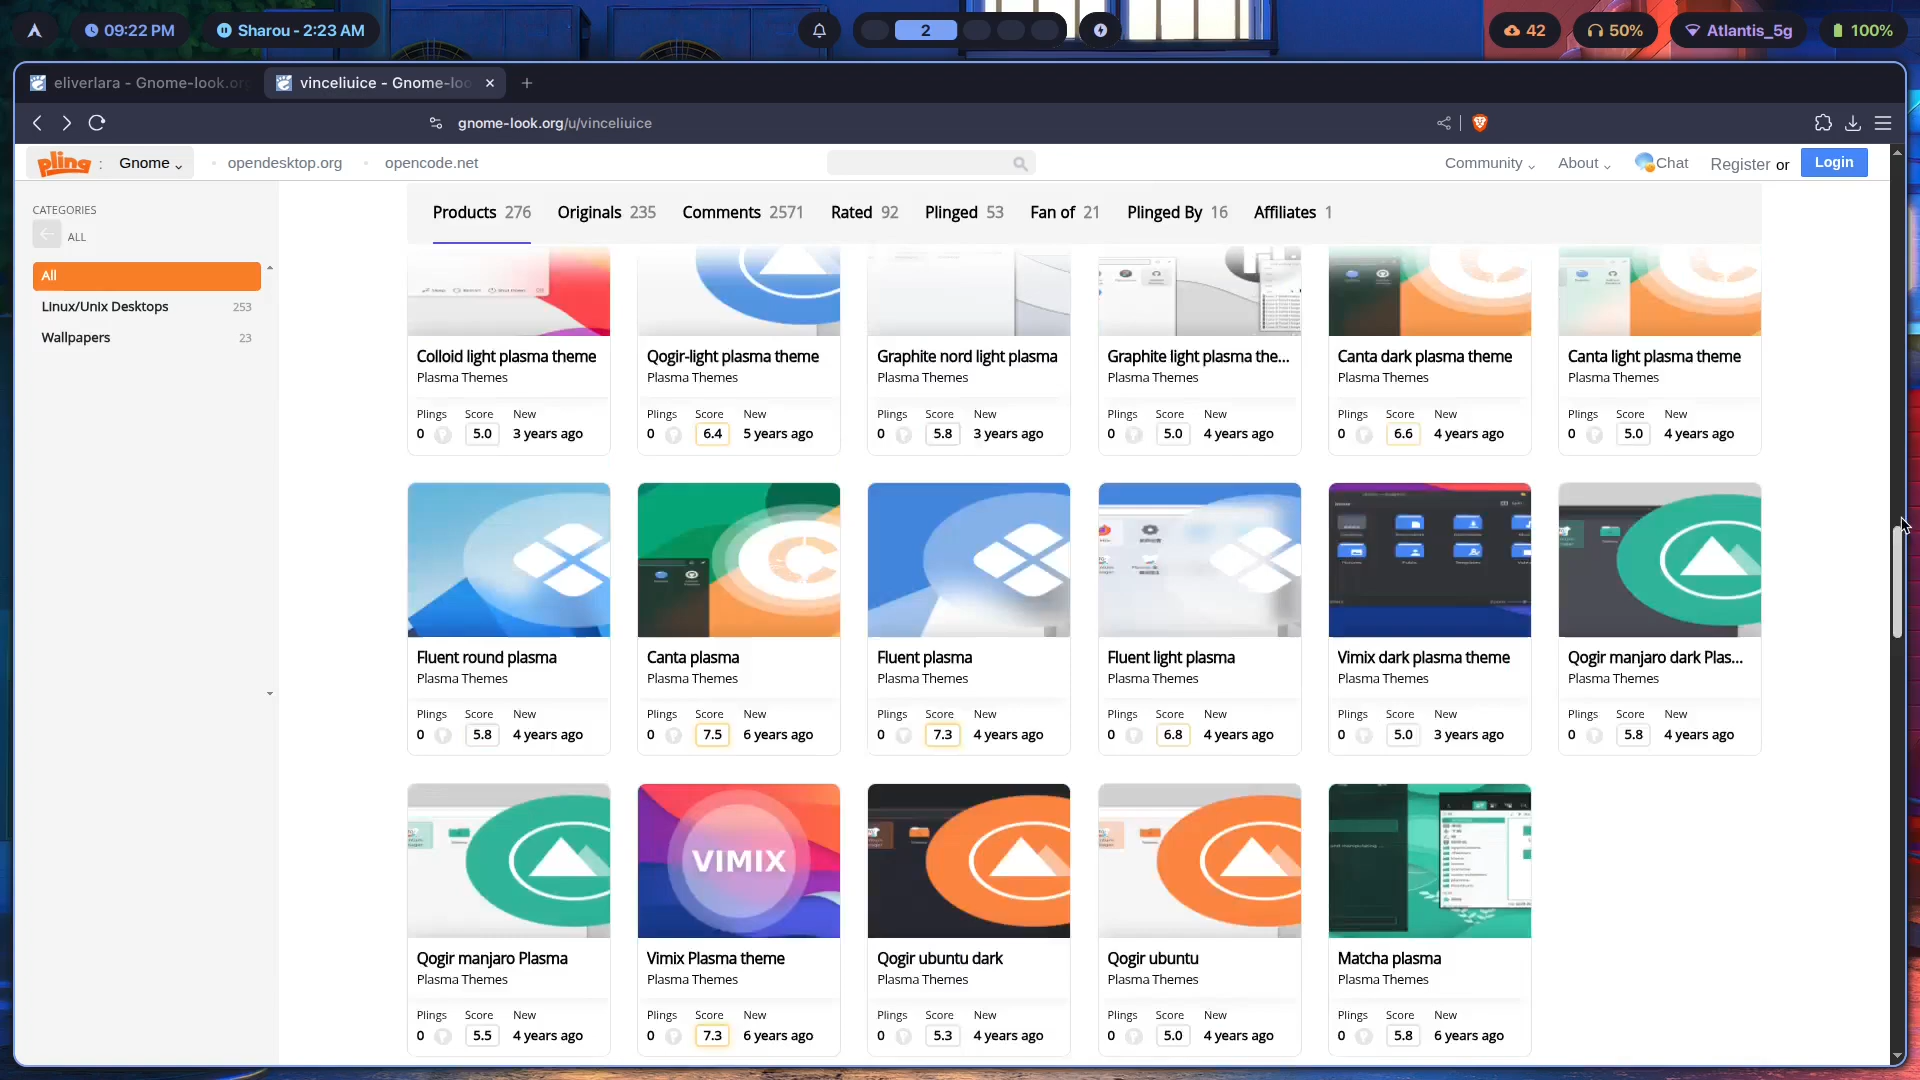 09:22 PM
Sharou - 2:23 AM
2
42
50%
Atlantis_5g
100%
eliverlara - Gnome-look.org
vinceliuice - Gnome-loo
gnome-look.org/u/vinceliuice
pling :
Gnome
opendesktop.org
opencode.net
Community
About
Chat
Register or
Login
CATEGORIES
ALL
All
Linux/Unix Desktops 253
Wallpapers 23
Products 276
Originals 235
Comments 2571
Rated 92
Plinged 53
Fan of 21
Plinged By 16
Affiliates 1
Colloid light plasma theme
Plasma Themes
Plings Score New
0 5.0 3 years ago
Qogir-light plasma theme
Plasma Themes
Plings Score New
0 6.4 5 years ago
Graphite nord light plasma
Plasma Themes
Plings Score New
0 5.8 3 years ago
Graphite light plasma the...
Plasma Themes
Plings Score New
0 5.0 4 years ago
Canta dark plasma theme
Plasma Themes
Plings Score New
0 6.6 4 years ago
Canta light plasma theme
Plasma Themes
Plings Score New
0 5.0 4 years ago
Fluent round plasma
Plasma Themes
Plings Score New
0 5.8 4 years ago
Canta plasma
Plasma Themes
Plings Score New
0 7.5 6 years ago
Fluent plasma
Plasma Themes
Plings Score New
0 7.3 4 years ago
Fluent light plasma
Plasma Themes
Plings Score New
0 6.8 4 years ago
Vimix dark plasma theme
Plasma Themes
Plings Score New
0 5.0 3 years ago
Qogir manjaro dark Plas...
Plasma Themes
Plings Score New
0 5.8 4 years ago
Qogir manjaro Plasma
Plasma Themes
Plings Score New
0 5.5 4 years ago
VIMIX
Vimix Plasma theme
Plasma Themes
Plings Score New
0 7.3 6 years ago
Qogir ubuntu dark
Plasma Themes
Plings Score New
0 5.3 4 years ago
Qogir ubuntu
Plasma Themes
Plings Score New
0 5.0 4 years ago
Matcha plasma
Plasma Themes
Plings Score New
0 5.8 6 years ago